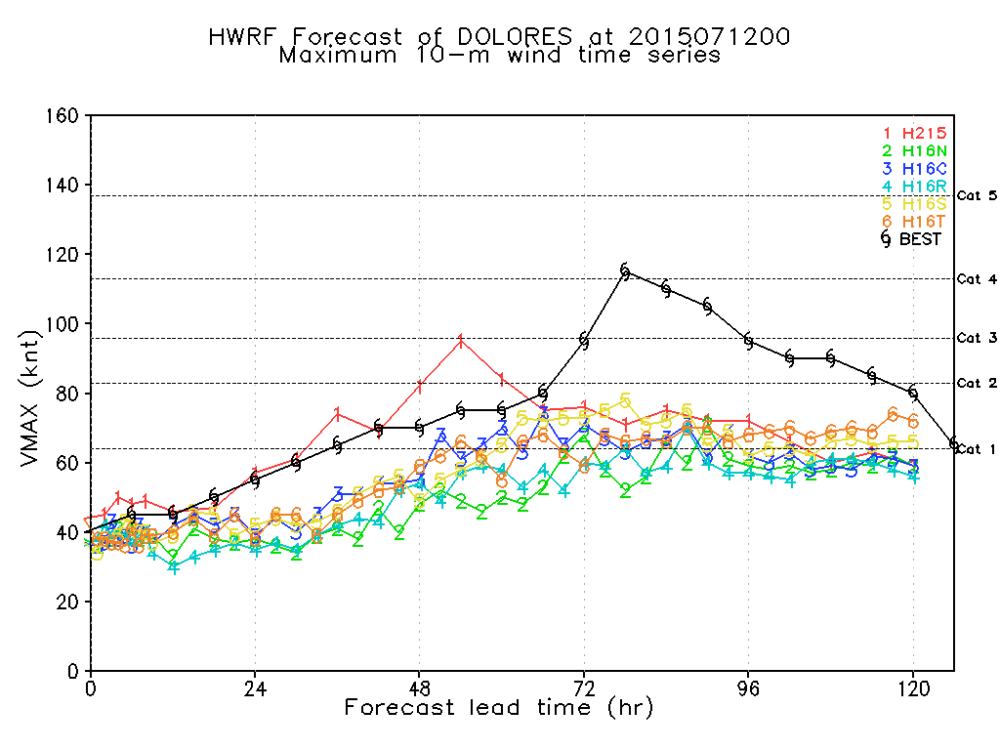 HWRF Forecast of DOLORES at 2015071200
Maximum 10-m wind time series
160
140
120
100
80
60
40
20
0
VMAX (knt)
1 H215
2 H16N
3 H16C
4 H16R
5 H16S
6 H16T
BEST
Cat 5
Cat 4
Cat 3
Cat 2
Cat 1
0 24 48 72 96 120
Forecast lead time (hr)